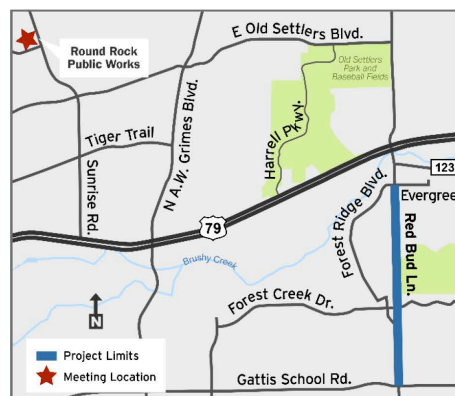 Round Rock
Public Works
E Old Settlers Blvd.
Old Settlers
Park and
Baseball Fields
N A.W. Grimes Blvd.
Harrell Pkwy.
Tiger Trail
Sunrise Rd.
123
79
Forest Ridge Blvd.
Evergree
Red Bud Ln.
Brushy Creek
Forest Creek Dr.
N
Project Limits
Meeting Location
Gattis School Rd.